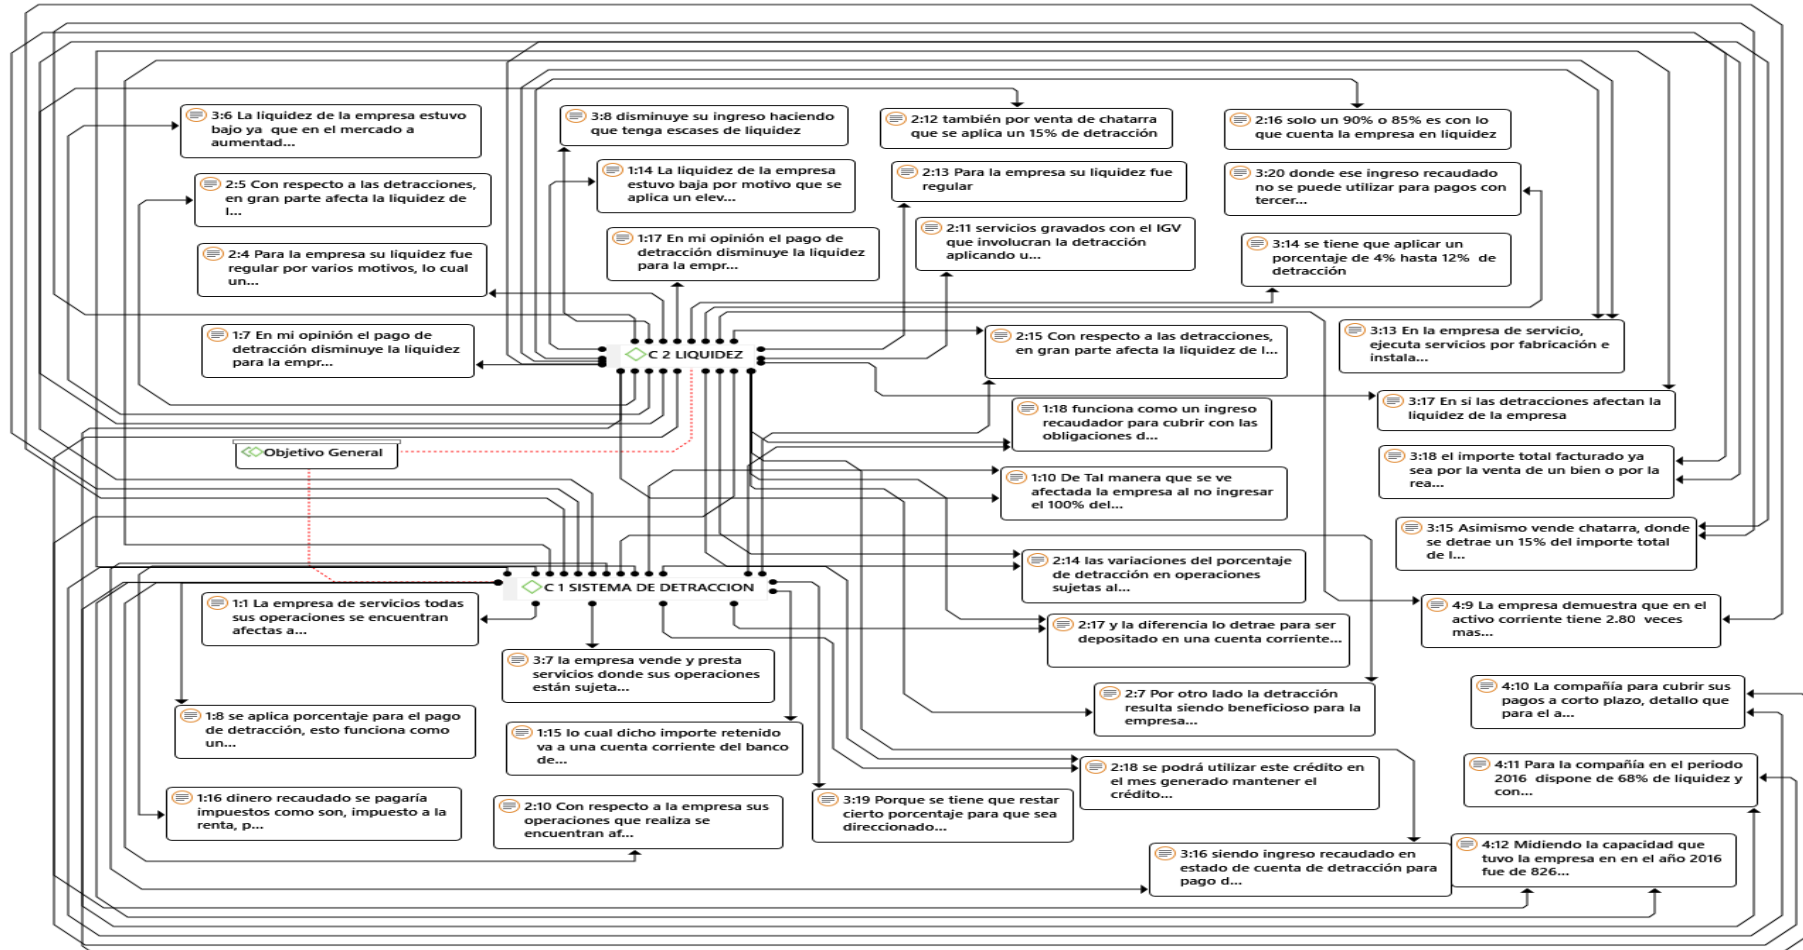 3:6 La liquidez de la empresa estuvo
bajo ya que en el mercado a
aumentad...
3:8 disminuye su ingreso haciendo
que tenga escases de liquidez
2:12 también por venta de chatarra
que se aplica un 15% de detracción
2:16 solo un 90% o 85% es con lo
que cuenta la empresa en liquidez
2:5 Con respecto a las detracciones,
en gran parte afecta la liquidez de
l...
1:14 La liquidez de la empresa
estuvo baja por motivo que se
aplica un elev...
2:13 Para la empresa su liquidez fue
regular
3:20 donde ese ingreso recaudado
no se puede utilizar para pagos con
tercer...
2:4 Para la empresa su liquidez fue
regular por varios motivos, lo cual
un...
1:17 En mi opinión el pago de
detracción disminuye la liquidez
para la empr...
2:11 servicios gravados con el IGV
que involucran la detracción
aplicando u...
3:14 se tiene que aplicar un
porcentaje de 4% hasta 12% de
detracción
1:7 En mi opinión el pago de
detracción disminuye la liquidez
para la empr...
C 2 LIQUIDEZ
2:15 Con respecto a las detracciones,
en gran parte afecta la liquidez de l...
3:13 En la empresa de servicio,
ejecuta servicios por fabricación e
instala...
1:18 funciona como un ingreso
recaudador para cubrir con las
obligaciones d...
3:17 En si las detracciones afectan la
liquidez de la empresa
Objetivo General
3:18 el importe total facturado ya
sea por la venta de un bien o por la
rea...
1:10 De Tal manera que se ve
afectada la empresa al no ingresar
el 100% del...
3:15 Asimismo vende chatarra, donde
se detrae un 15% del importe total
de l...
2:14 las variaciones del porcentaje
de detracción en operaciones
sujetas al...
C 1 SISTEMA DE DETRACCION
1:1 La empresa de servicios todas
sus operaciones se encuentran
afectas a...
2:17 y la diferencia lo detrae para ser
depositado en una cuenta corriente...
4:9 La empresa demuestra que en el
activo corriente tiene 2.80 veces
mas...
3:7 la empresa vende y presta
servicios donde sus operaciones
están sujeta...
2:7 Por otro lado la detracción
resulta siendo beneficioso para la
empresa...
4:10 La compañía para cubrir sus
pagos a corto plazo, detallo que
para el a...
1:8 se aplica porcentaje para el pago
de detracción, esto funciona como
un...
1:15 lo cual dicho importe retenido
va a una cuenta corriente del banco
de...
2:18 se podrá utilizar este crédito en
el mes generado mantener el
crédito...
4:11 Para la compañía en el periodo
2016 dispone de 68% de liquidez y
con...
1:16 dinero recaudado se pagaría
impuestos como son, impuesto a la
renta, p...
2:10 Con respecto a la empresa sus
operaciones que realiza se
encuentran af...
3:19 Porque se tiene que restar
cierto porcentaje para que sea
direccionado...
3:16 siendo ingreso recaudado en
estado de cuenta de detracción para
pago d...
4:12 Midiendo la capacidad que
tuvo la empresa en en el año 2016
fue de 826...